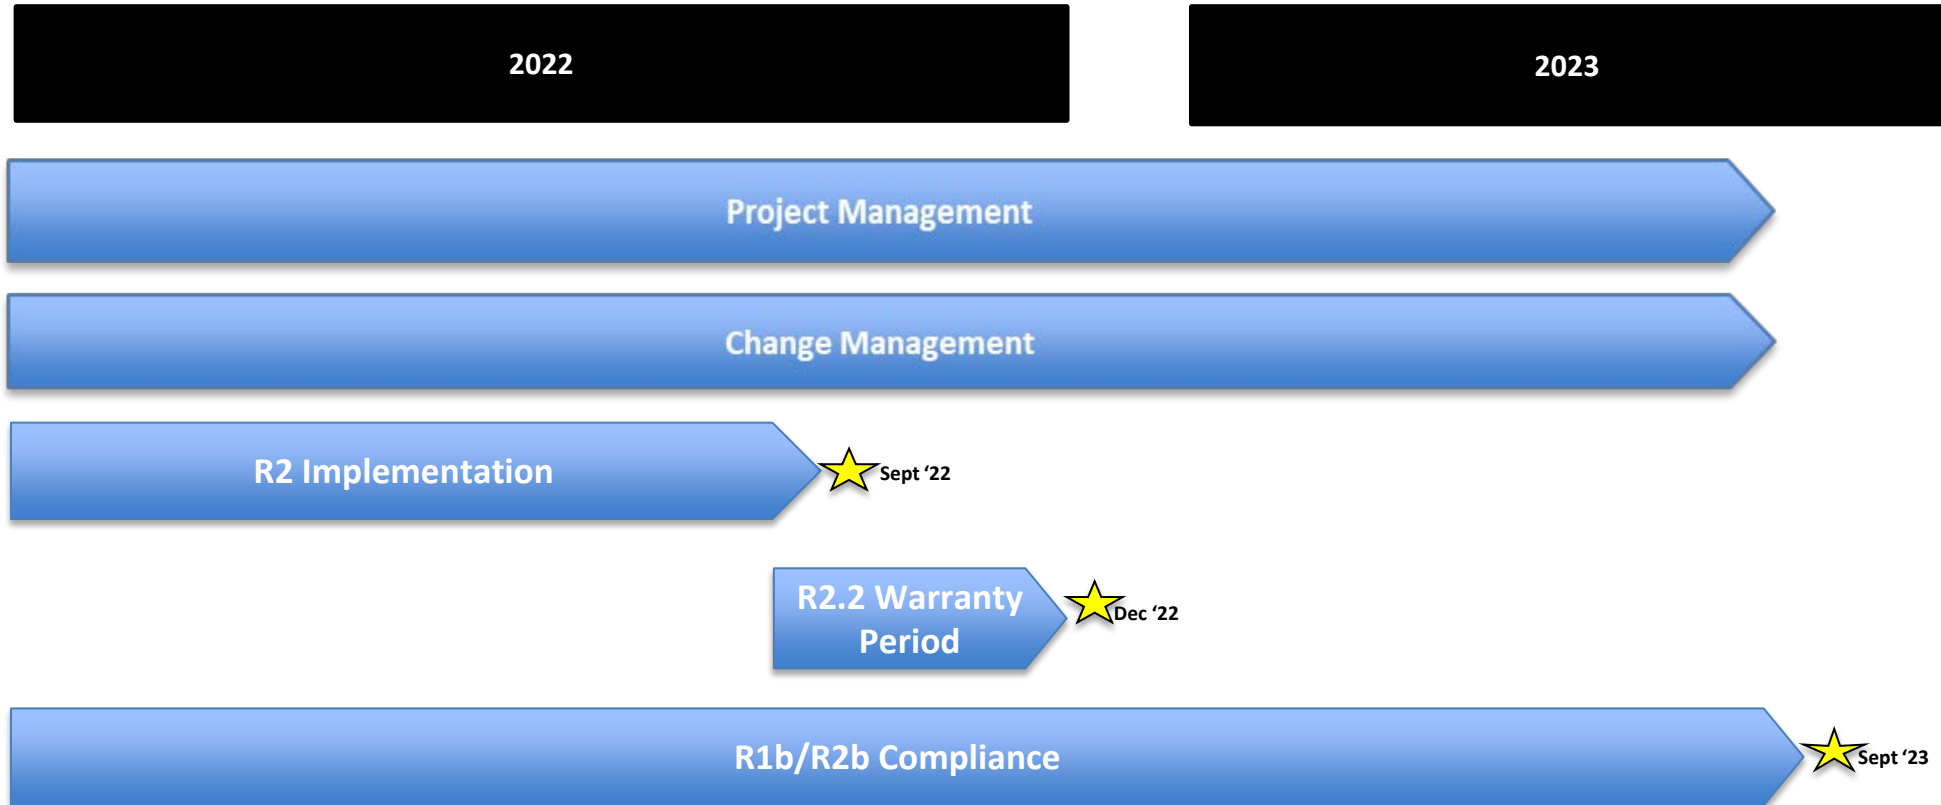 2022
2023
Project Management
Change Management
R2 Implementation
Sept ‘22
R2.2 Warranty
Period
Dec ‘22
R1b/R2b Compliance
Sept ‘23